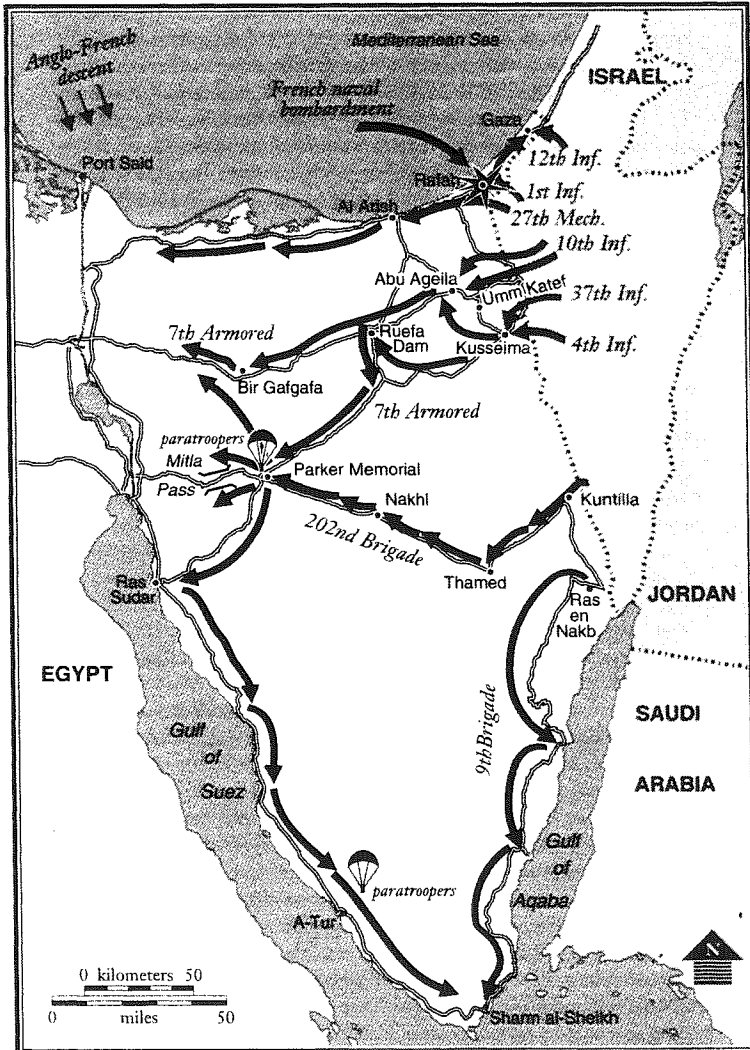 Mediterranean Sea
Anglo-French
descent
ISRAEL
French naval
bombardment
Gaza
Port Said
12th Inf.
Rafah
1st Inf.
Al Arish
27th Mech.
10th Inf.
Abu Ageila
Umm Katef
37th Inf.
7th Armored
Ruefa
Dam
Kusseima
4th Inf.
Bir Gafgafa
7th Armored
paratroopers
Mitla
Pass
Parker Memorial
Nakhl
Kuntilla
202nd Brigade
Thamed
Ras
Sudar
Ras
en
Nakb
JORDAN
EGYPT
SAUDI
ARABIA
9th Brigade
Gulf
of
Suez
Gulf
of
Aqaba
paratroopers
A-Tur
N
0 kilometers 50
0 miles 50
Sharm al-Sheikh